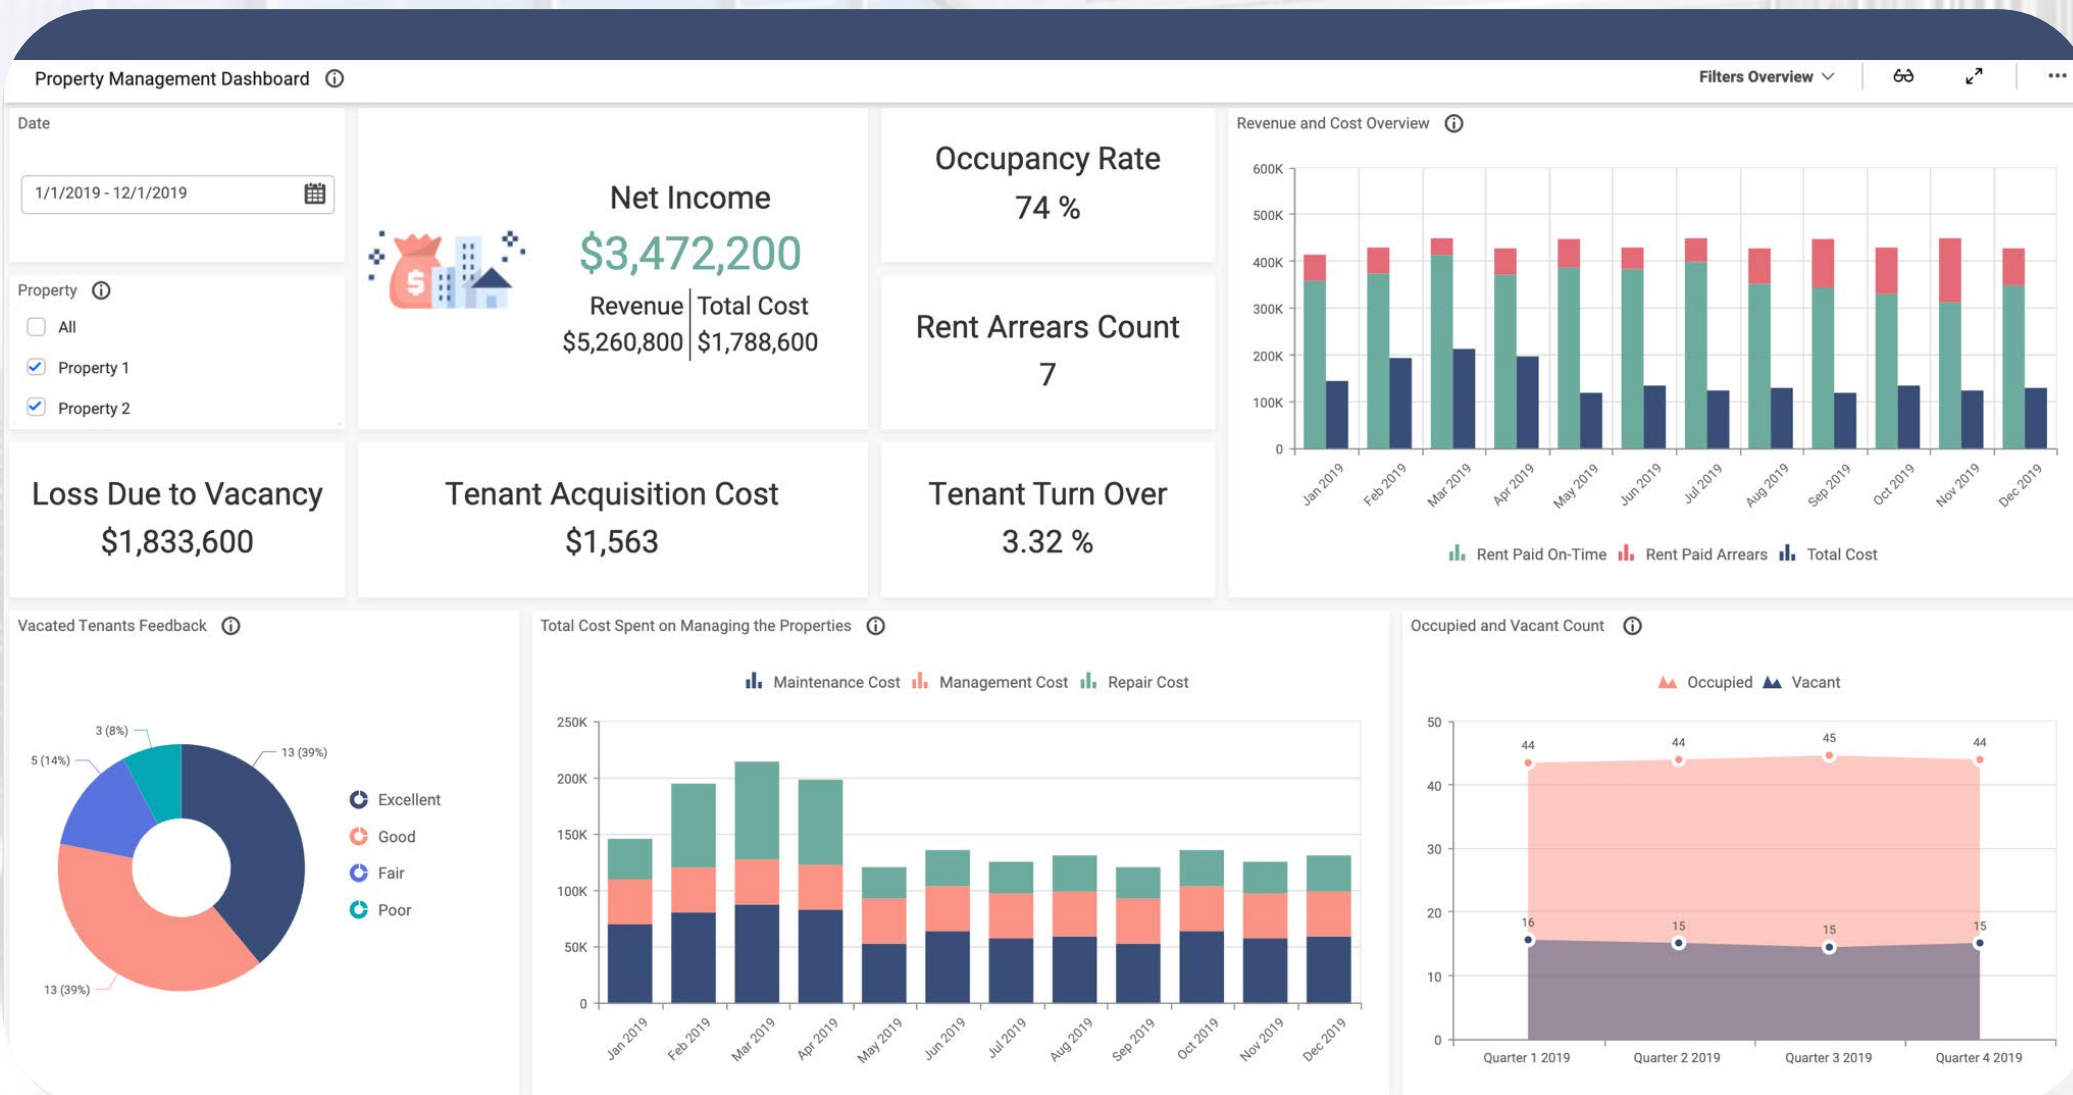 Property Management Dashboard
Filters Overview
Date
1/1/2019 - 12/1/2019
Property
All
Property 1
Property 2
Net Income
$3,472,200
Revenue Total Cost
$5,260,800 $1,788,600
Occupancy Rate
74 %
Rent Arrears Count
7
Loss Due to Vacancy
$1,833,600
Tenant Acquisition Cost
$1,563
Tenant Turn Over
3.32 %
Revenue and Cost Overview
600K
500K
400K
300K
200K
100K
0
Jan 2019 Feb 2019 Mar 2019 Apr 2019 May 2019 Jun 2019 Jul 2019 Aug 2019 Sep 2019 Oct 2019 Nov 2019 Dec 2019
Rent Paid On-Time Rent Paid Arrears Total Cost
Vacated Tenants Feedback
3 (8%)
13 (39%)
5 (14%)
13 (39%)
Excellent
Good
Fair
Poor
Total Cost Spent on Managing the Properties
Maintenance Cost Management Cost Repair Cost
250K
200K
150K
100K
50K
0
Jan 2019 Feb 2019 Mar 2019 Apr 2019 May 2019 Jun 2019 Jul 2019 Aug 2019 Sep 2019 Oct 2019 Nov 2019 Dec 2019
Occupied and Vacant Count
Occupied Vacant
50
44 44 45 44
40
30
20
16 15 15 15
10
0
Quarter 1 2019 Quarter 2 2019 Quarter 3 2019 Quarter 4 2019